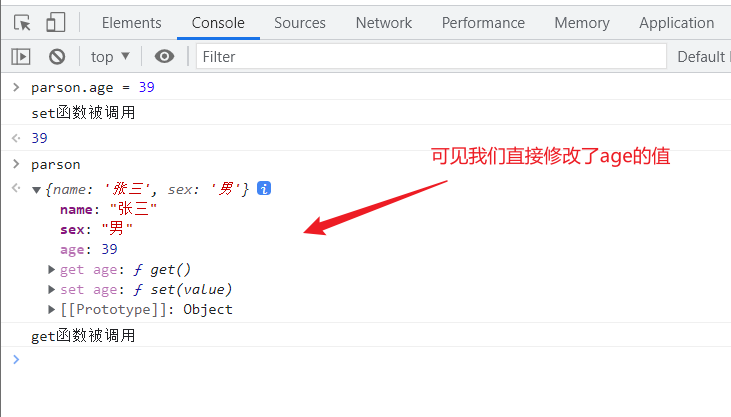 Elements Console Sources Network Performance Memory Application
top ▼ Filter Default
> parson.age = 39
set函数被调用
<· 39
> parson
可见我们直接修改了age的值
<· ▼ {name: '张三', sex: '男'} i
name: "张三"
sex: "男"
age: 39
▶ get age: ƒ get()
▶ set age: ƒ set(value)
▶ [[Prototype]]: Object
get函数被调用
>